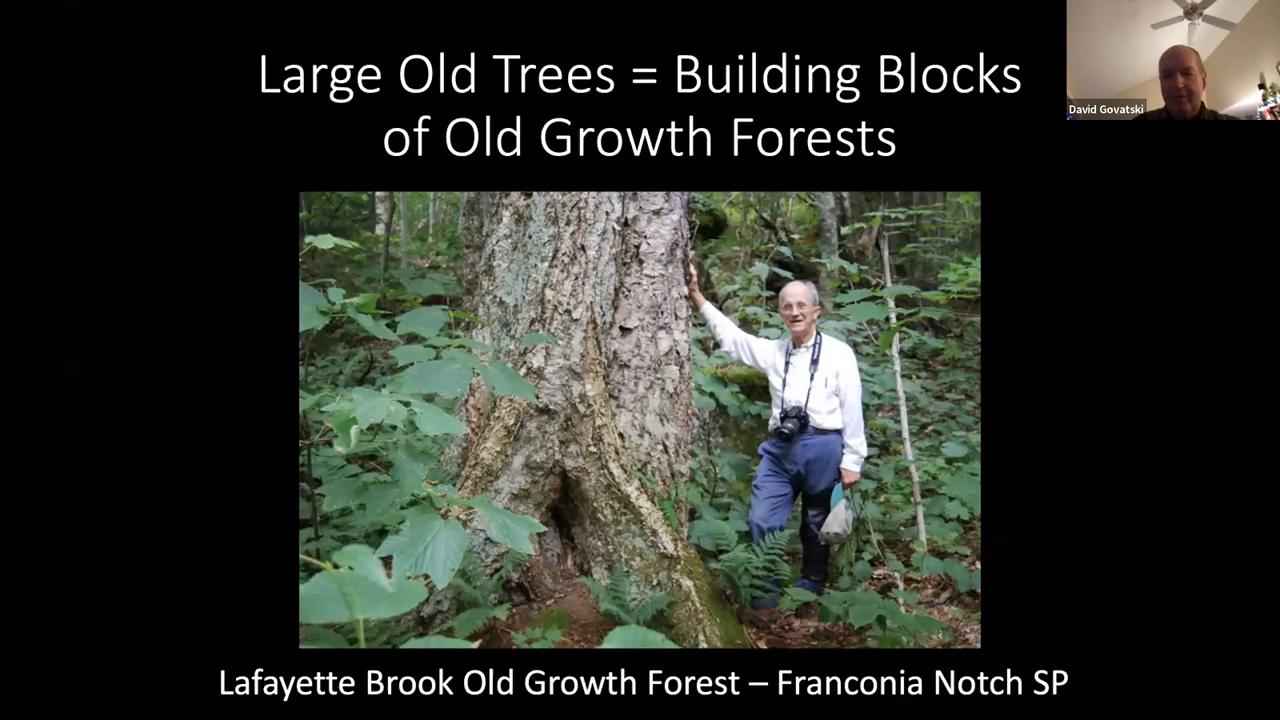 Large Old Trees = Building Blocks
of Old Growth Forests
David Govatski
Lafayette Brook Old Growth Forest – Franconia Notch SP